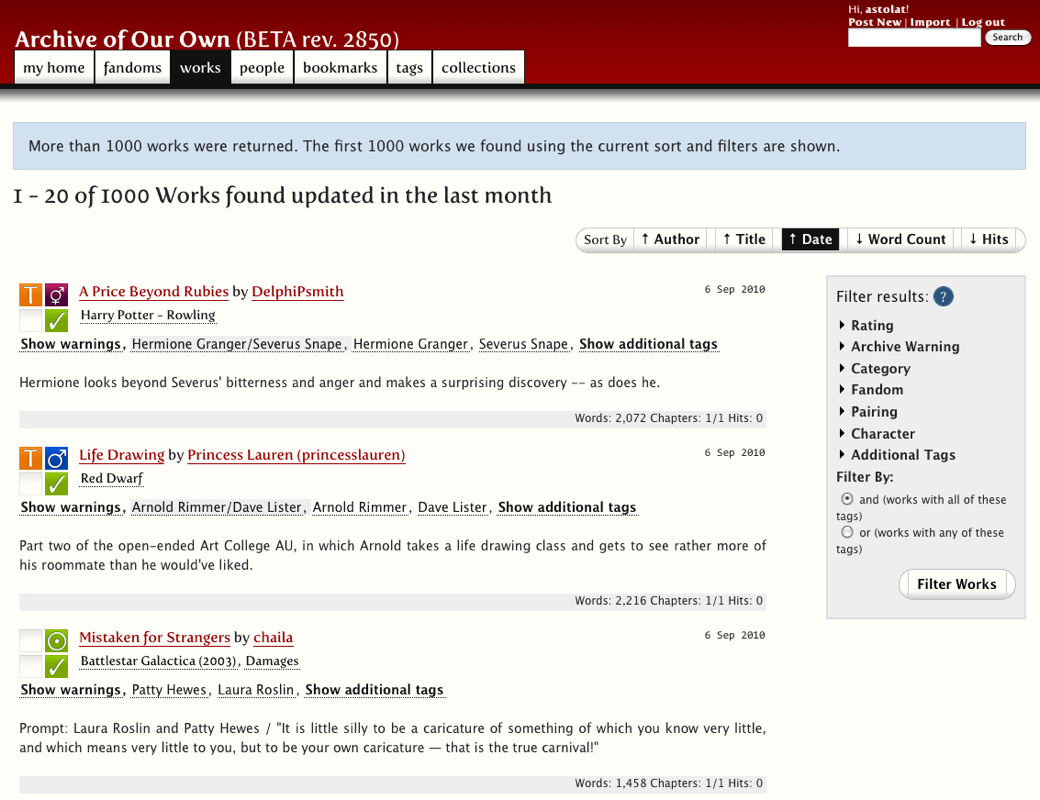 Hi, astolat!
Post New | Import | Log out
Search
Archive of Our Own (BETA rev. 2850)
my home fandoms works people bookmarks tags collections
More than 1000 works were returned. The first 1000 works we found using the current sort and filters are shown.
1 - 20 of 1000 Works found updated in the last month
Sort By ↑ Author ↑ Title ↑ Date ↓ Word Count ↓ Hits
T A Price Beyond Rubies by DelphiPsmith 6 Sep 2010
Harry Potter - Rowling
Show warnings, Hermione Granger/Severus Snape, Hermione Granger, Severus Snape, Show additional tags
Hermione looks beyond Severus' bitterness and anger and makes a surprising discovery -- as does he.
Words: 2,072 Chapters: 1/1 Hits: 0
T Life Drawing by Princess Lauren (princesslauren) 6 Sep 2010
Red Dwarf
Show warnings, Arnold Rimmer/Dave Lister, Arnold Rimmer, Dave Lister, Show additional tags
Part two of the open-ended Art College AU, in which Arnold takes a life drawing class and gets to see rather more of
his roommate than he would've liked.
Words: 2,216 Chapters: 1/1 Hits: 0
Mistaken for Strangers by chaila 6 Sep 2010
Battlestar Galactica (2003), Damages
Show warnings, Patty Hewes, Laura Roslin, Show additional tags
Prompt: Laura Roslin and Patty Hewes / "It is little silly to be a caricature of something of which you know very little,
and which means very little to you, but to be your own caricature — that is the true carnival!"
Words: 1,458 Chapters: 1/1 Hits: 0
Filter results: ?
Rating
Archive Warning
Category
Fandom
Pairing
Character
Additional Tags
Filter By:
and (works with all of these
tags)
or (works with any of these
tags)
Filter Works